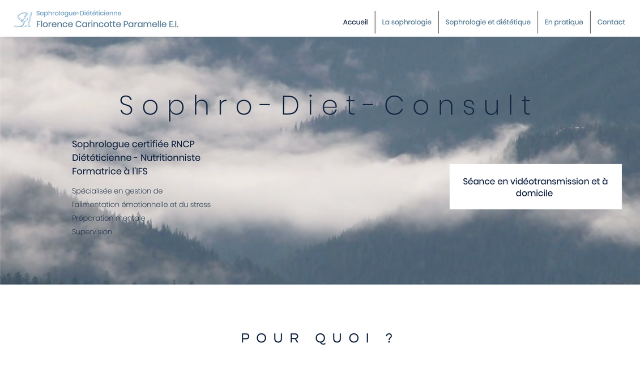 Sophrologue-Diététicienne
Florence Carincotte Paramelle E.I.
Accueil
La sophrologie
Sophrologie et diététique
En pratique
Contact
Sophro-Diet-Consult
Sophrologue certifiée RNCP
Diététicienne - Nutritionniste
Formatrice à l'IFS
Spécialisée en gestion de
l'alimentation émotionnelle et du stress
Préparation mentale
Supervision
Séance en vidéotransmission et à
domicile
POUR QUOI ?